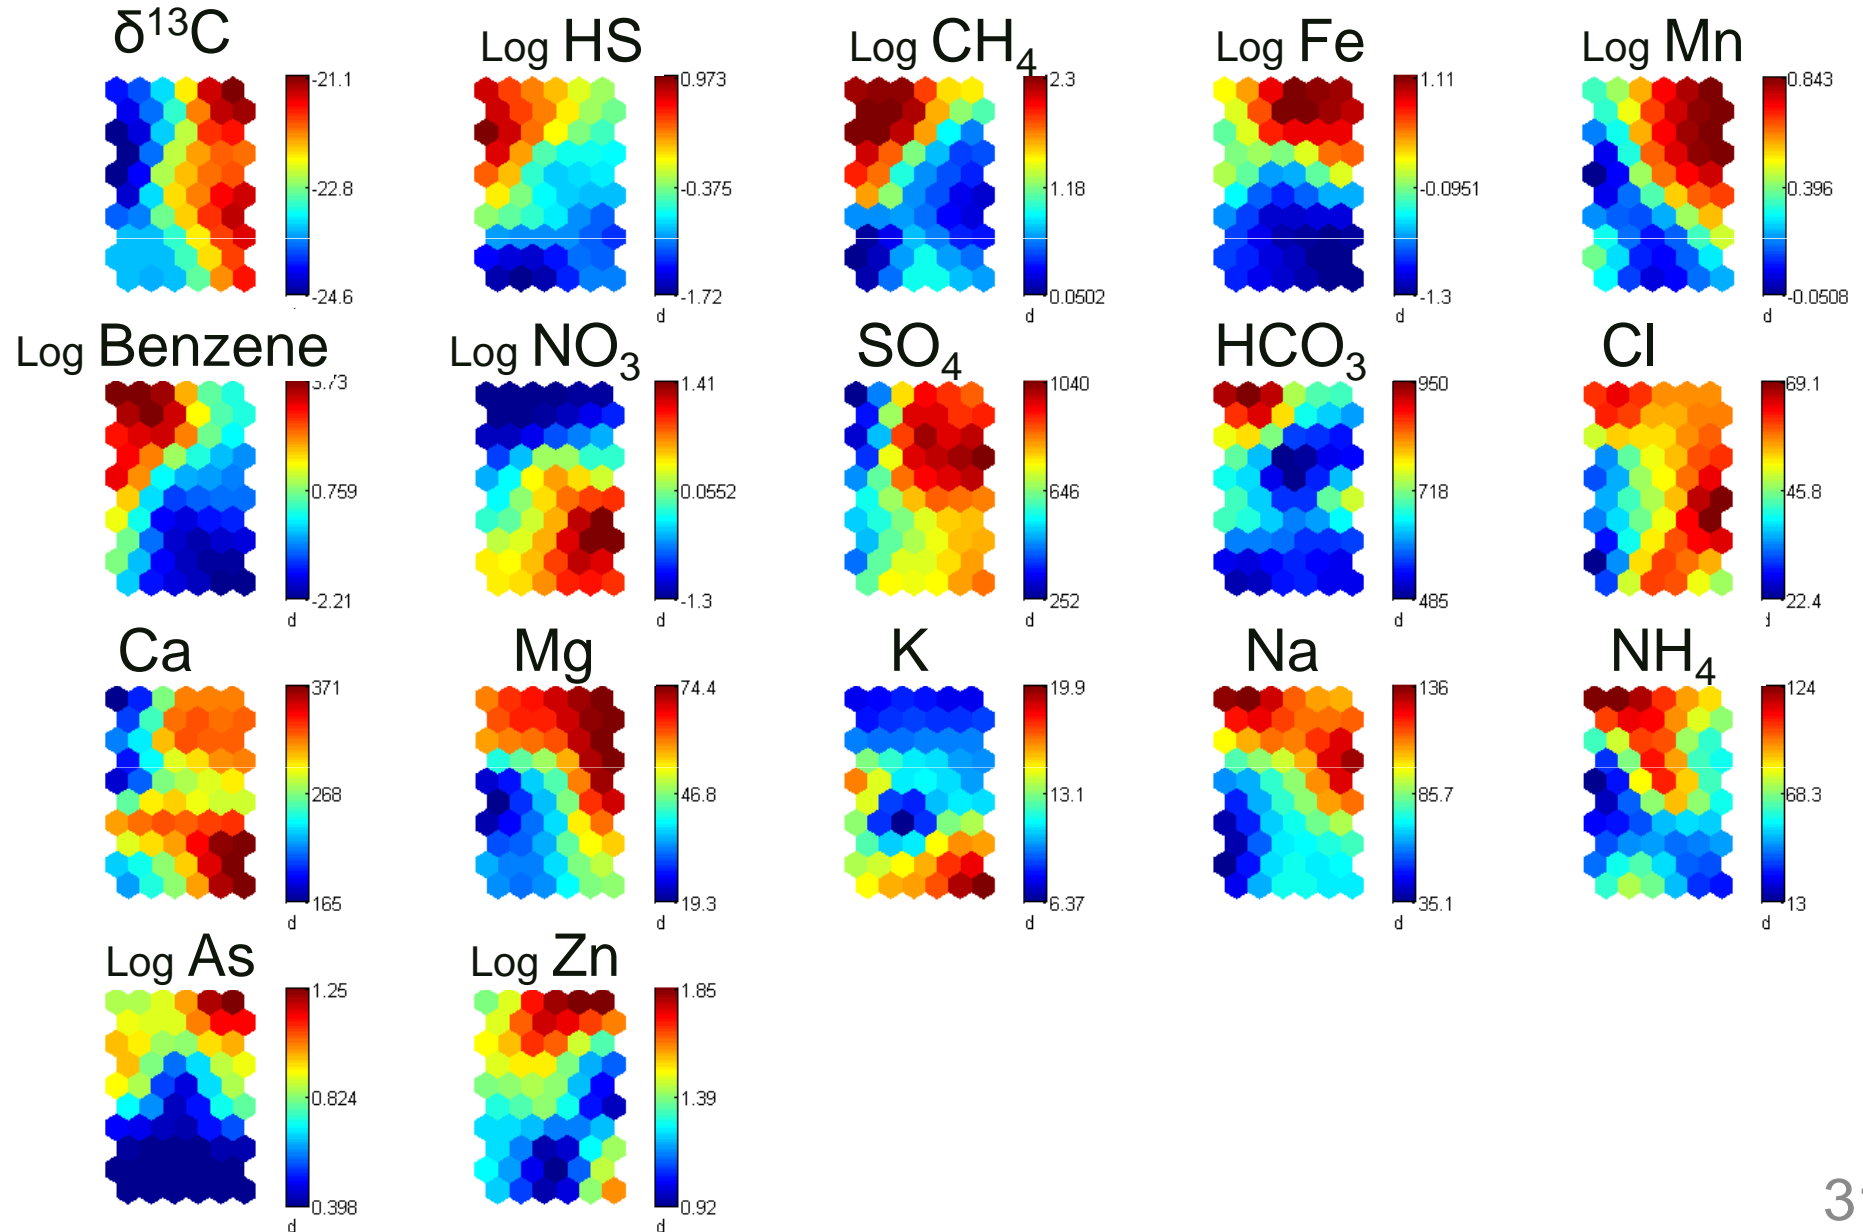 δ¹³C Log HS Log CH₄ Log Fe Log Mn
-21.1 0.973 2.3 1.11 0.843
-22.8 -0.375 1.18 -0.0951 0.396
-24.6 -1.72 0.0502 -1.3 -0.0508
d d d d
Log Benzene Log NO₃ SO₄ HCO₃ Cl
1.41 1040 950 69.1
0.759 0.0552 646 718 45.8
-2.21 -1.3 252 485 22.4
d d d d
Ca Mg K Na NH₄
371 74.4 19.9 136 124
268 46.8 13.1 85.7 68.3
165 19.3 6.37 35.1 13
d d d d d
Log As Log Zn
1.25 1.85
0.824 1.39
0.398 0.92
d d